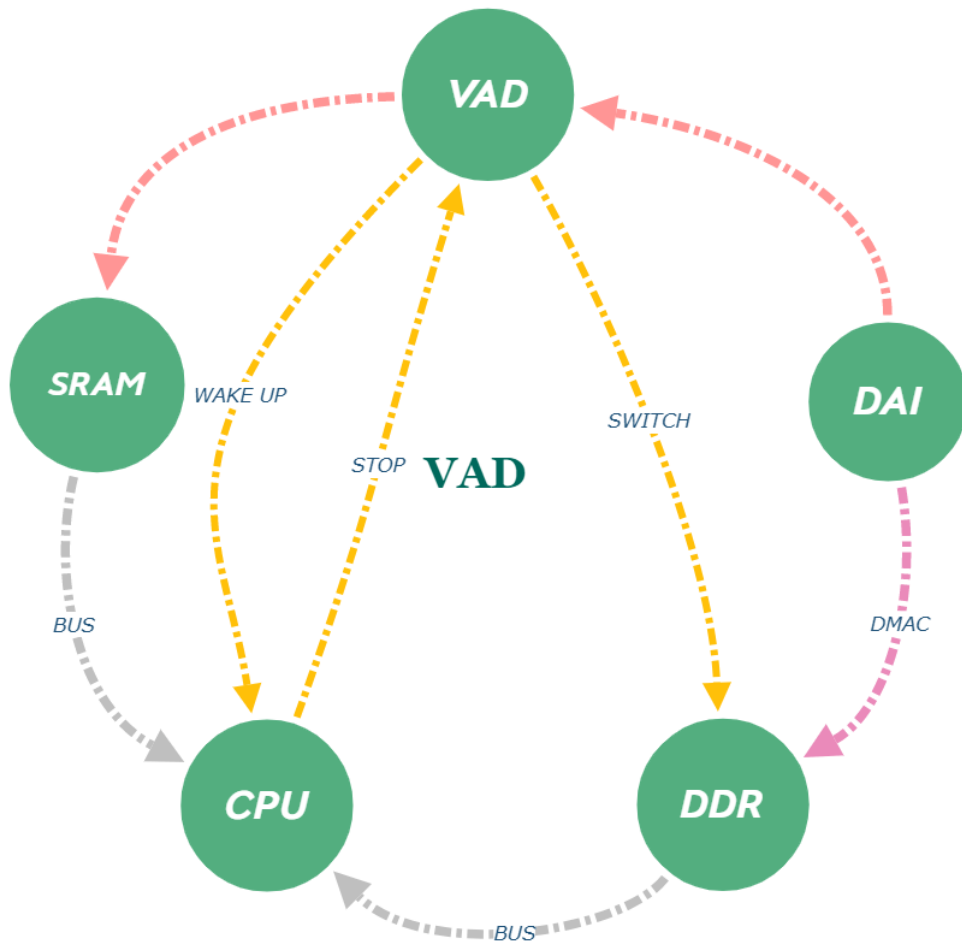 VAD
SRAM
WAKE UP
DAI
SWITCH
STOP
VAD
BUS
DMAC
CPU
DDR
BUS